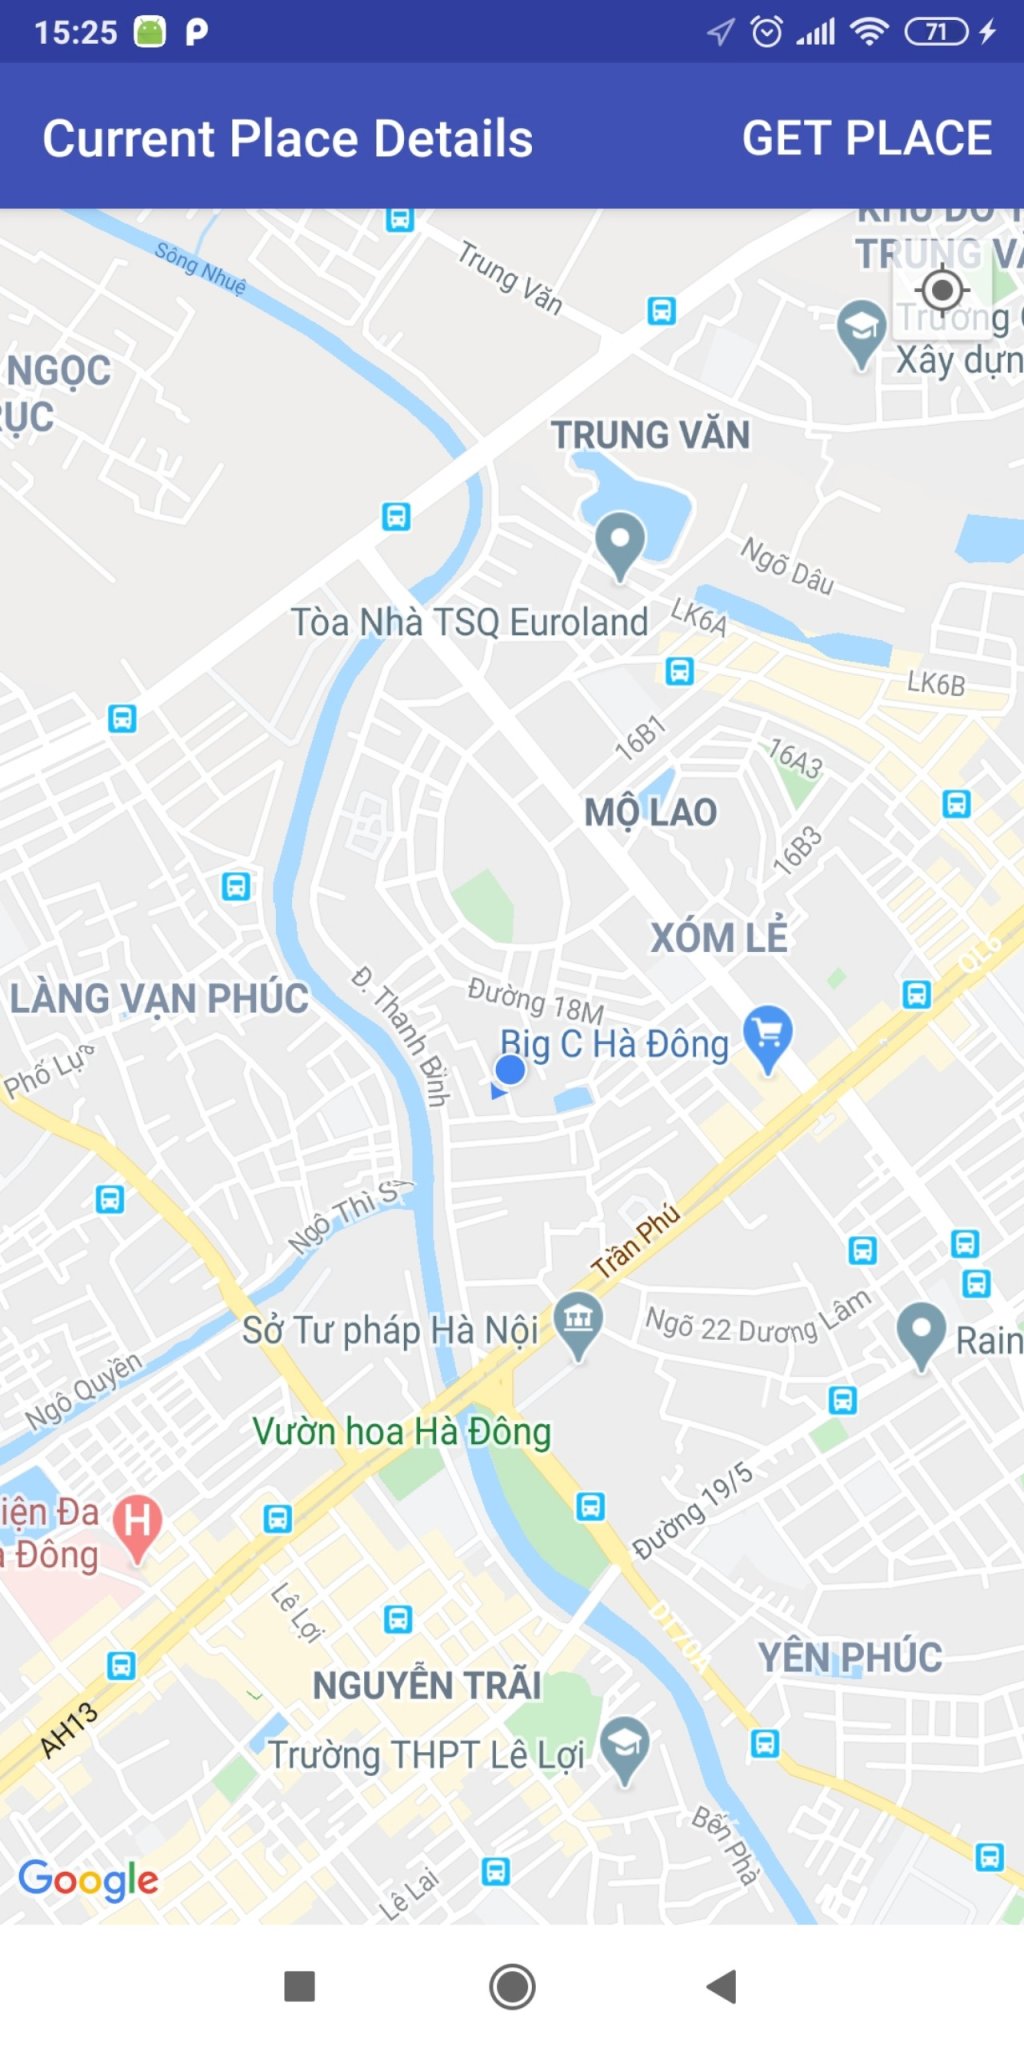 15:25
71
Current Place Details
GET PLACE
Sông Nhuệ
Trung Văn
TRUNG
Trường
Xây dựn
NGỌC
ỤC
TRUNG VĂN
Ngõ Dâu
Tòa Nhà TSQ Euroland
LK6A
LK6B
16B1
16A3
MỘ LAO
16B3
XÓM LẺ
QL6
LÀNG VẠN PHÚC
Đ. Thanh Bình
Đường 18M
Big C Hà Đông
Phố Lụa
Ngô Thì Sỹ
Trần Phú
Sở Tư pháp Hà Nội
Ngõ 22 Dương Lâm
Rain
Ngô Quyền
Vườn hoa Hà Đông
Đường 19/5
iện Đa
Đông
Lê Lợi
DT70A
YÊN PHÚC
NGUYỄN TRÃI
AH13
Trường THPT Lê Lợi
Bến Phà
Google
Lê Lai